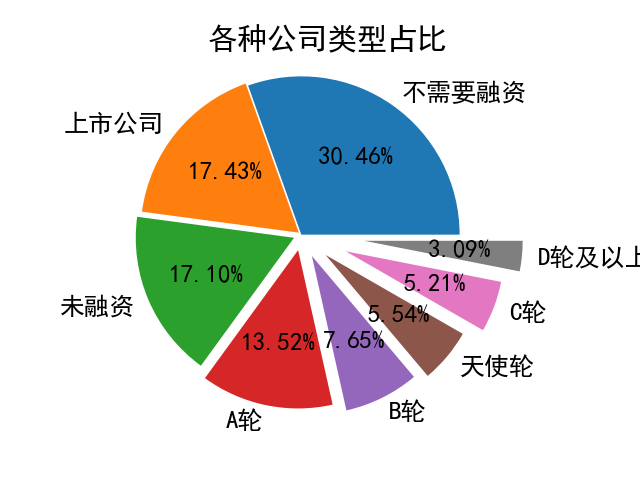 各种公司类型占比
不需要融资
30.46%
上市公司
17.43%
未融资
17.10%
A轮
13.52%
B轮
7.65%
天使轮
5.54%
C轮
5.21%
D轮及以上
3.09%